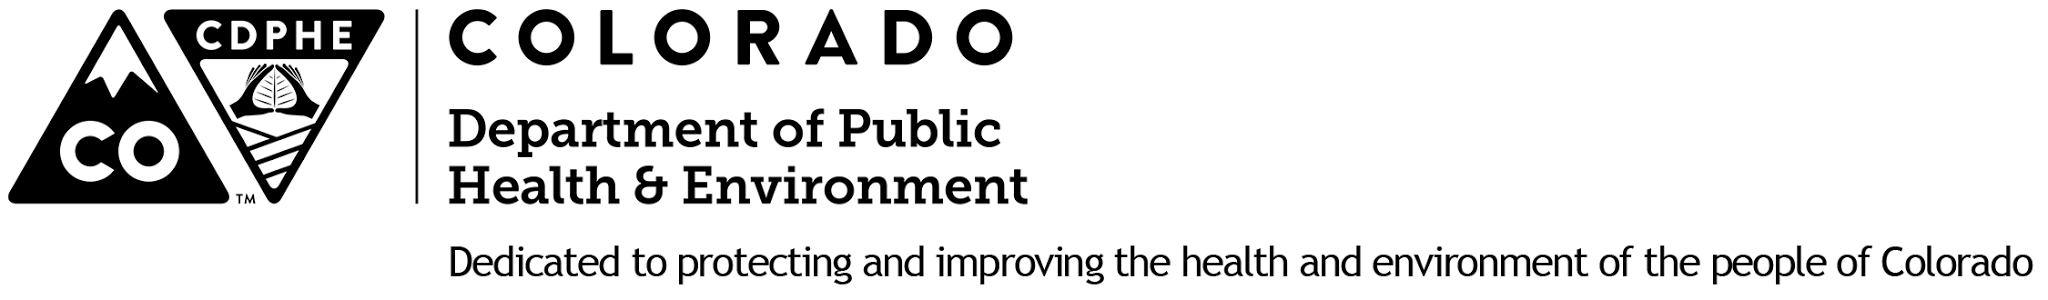 CDPHE
CO
TM
COLORADO
Department of Public
Health & Environment
Dedicated to protecting and improving the health and environment of the people of Colorado